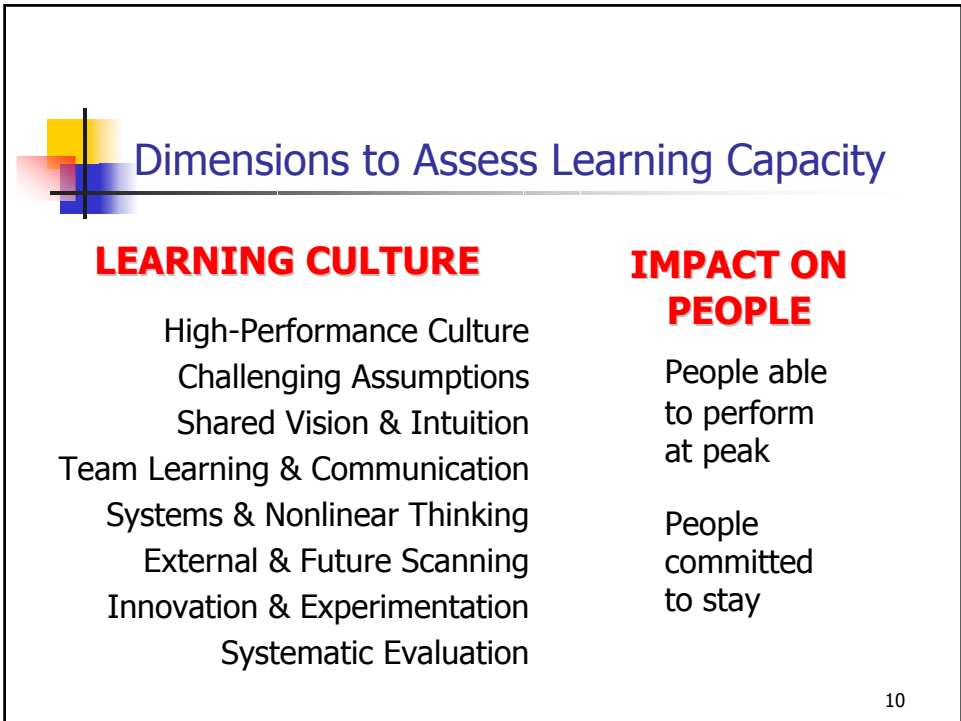 Dimensions to Assess Learning Capacity
LEARNING CULTURE
High-Performance Culture
Challenging Assumptions
Shared Vision & Intuition
Team Learning & Communication
Systems & Nonlinear Thinking
External & Future Scanning
Innovation & Experimentation
Systematic Evaluation
IMPACT ON
PEOPLE
People able
to perform
at peak
People
committed
to stay
10